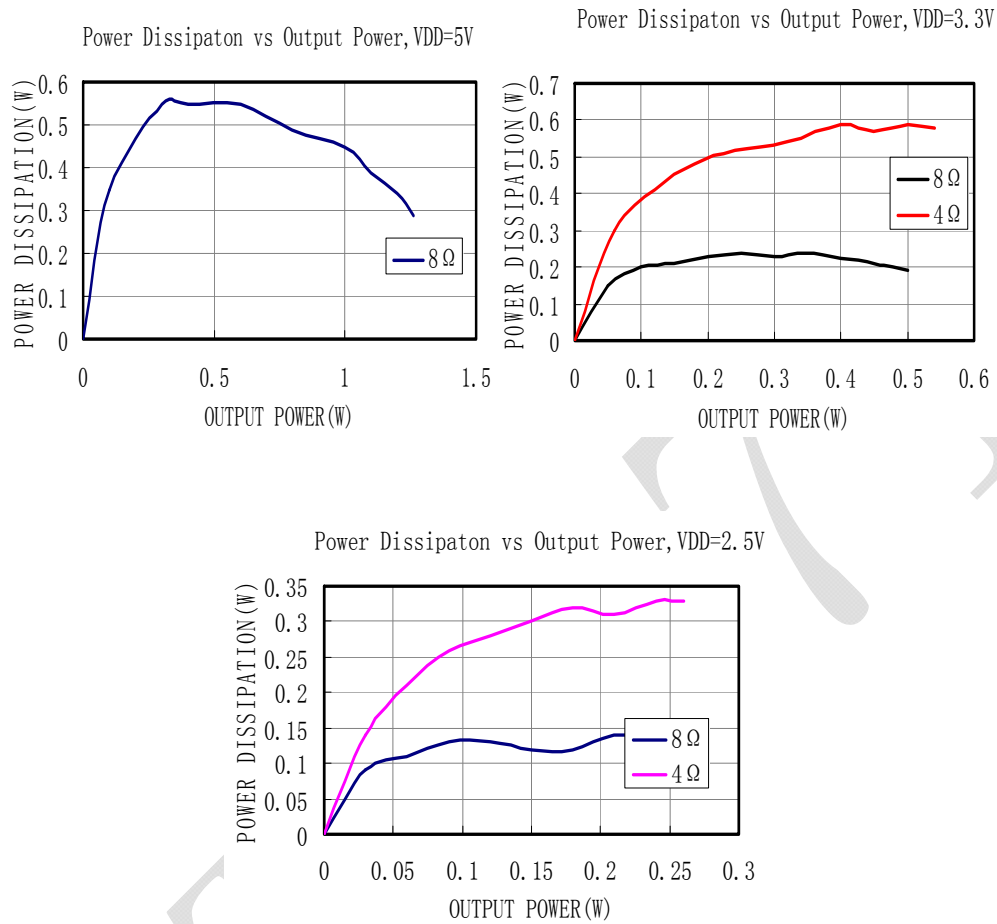 Power Dissipaton vs Output Power,VDD=5V
POWER DISSIPATION(W)
0.6
0.5
0.4
0.3
0.2
0.1
0
8Ω
0 0.5 1 1.5
OUTPUT POWER(W)
Power Dissipaton vs Output Power,VDD=3.3V
POWER DISSIPATION(W)
0.7
0.6
0.5
0.4
0.3
0.2
0.1
0
8Ω
4Ω
0 0.1 0.2 0.3 0.4 0.5 0.6
OUTPUT POWER(W)
Power Dissipaton vs Output Power,VDD=2.5V
POWER DISSIPATION(W)
0.35
0.3
0.25
0.2
0.15
0.1
0.05
0
8Ω
4Ω
0 0.05 0.1 0.15 0.2 0.25 0.3
OUTPUT POWER(W)